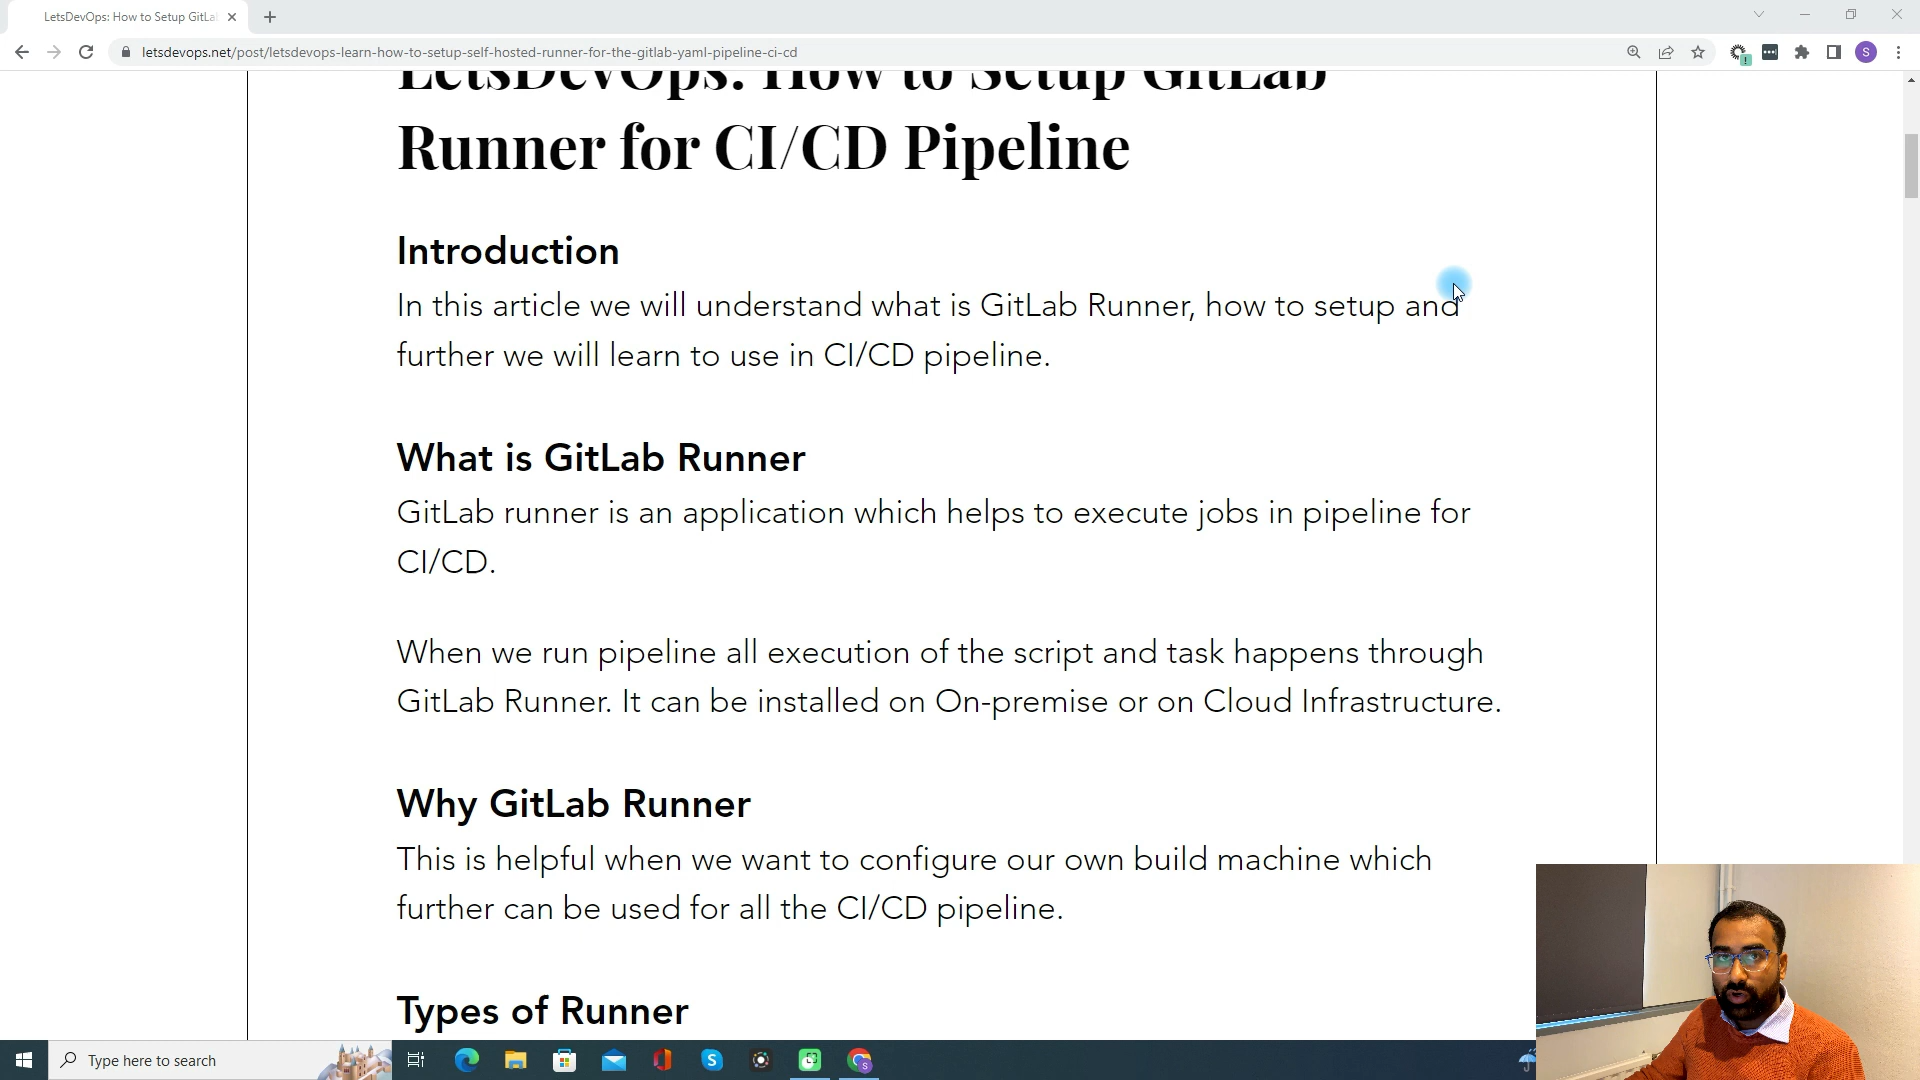 LetsDevOps: How to Setup GitLa
letsdevops.net/post/letsdevops-learn-how-to-setup-self-hosted-runner-for-the-gitlab-yaml-pipeline-ci-cd
S
LetsDevOps: How to Setup GitLab
Runner for CI/CD Pipeline
Introduction
In this article we will understand what is GitLab Runner, how to setup and
further we will learn to use in CI/CD pipeline.
What is GitLab Runner
GitLab runner is an application which helps to execute jobs in pipeline for
CI/CD.
When we run pipeline all execution of the script and task happens through
GitLab Runner. It can be installed on On-premise or on Cloud Infrastructure.
Why GitLab Runner
This is helpful when we want to configure our own build machine which
further can be used for all the CI/CD pipeline.
Types of Runner
Type here to search